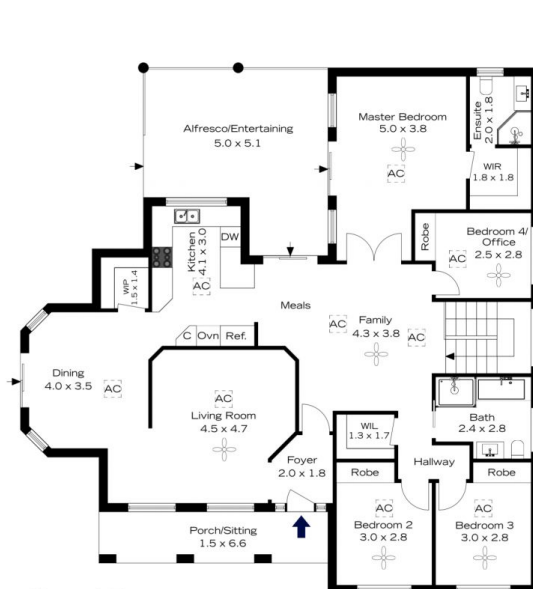 Alfresco/Entertaining
5.0 x 5.1
Master Bedroom
5.0 x 3.8
AC
Ensuite
2.0 x 1.8
WIR
1.8 x 1.8
Kitchen
4.1 x 3.0
DW
AC
Robe
Bedroom 4/
Office
2.5 x 2.8
AC
WIP
1.5 x 1.4
Meals
C
Ovn
Ref.
AC
Family
4.3 x 3.8
AC
Dining
4.0 x 3.5
AC
AC
Living Room
4.5 x 4.7
Bath
2.4 x 2.8
WIL
1.3 x 1.7
Foyer
2.0 x 1.8
Hallway
Robe
Robe
AC
Bedroom 2
3.0 x 2.8
AC
Bedroom 3
3.0 x 2.8
Porch/Sitting
1.5 x 6.6